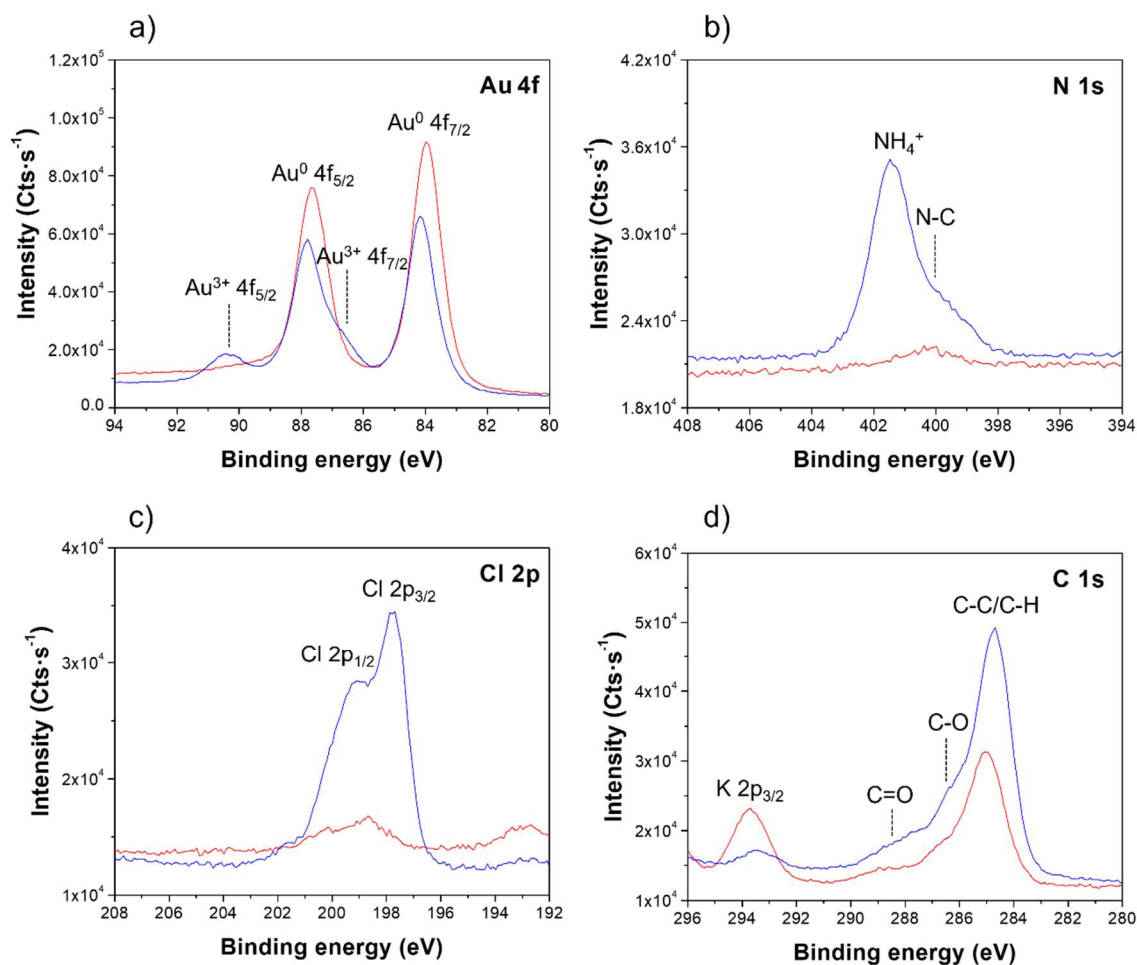 a)
Au 4f
Au⁰ 4f₇/₂
Au⁰ 4f₅/₂
Au³⁺ 4f₇/₂
Au³⁺ 4f₅/₂
1.2x10⁵
1.0x10⁵
8.0x10⁴
6.0x10⁴
4.0x10⁴
2.0x10⁴
0.0
94 92 90 88 86 84 82 80
Intensity (Cts·s⁻¹)
Binding energy (eV)
b)
N 1s
NH₄⁺
N-C
4.2x10⁴
3.6x10⁴
3.0x10⁴
2.4x10⁴
1.8x10⁴
408 406 404 402 400 398 396 394
Intensity (Cts·s⁻¹)
Binding energy (eV)
c)
Cl 2p
Cl 2p₃/₂
Cl 2p₁/₂
4x10⁴
3x10⁴
2x10⁴
1x10⁴
208 206 204 202 200 198 196 194 192
Intensity (Cts·s⁻¹)
Binding energy (eV)
d)
C 1s
C-C/C-H
C-O
C=O
K 2p₃/₂
6x10⁴
5x10⁴
4x10⁴
3x10⁴
2x10⁴
1x10⁴
296 294 292 290 288 286 284 282 280
Intensity (Cts·s⁻¹)
Binding energy (eV)